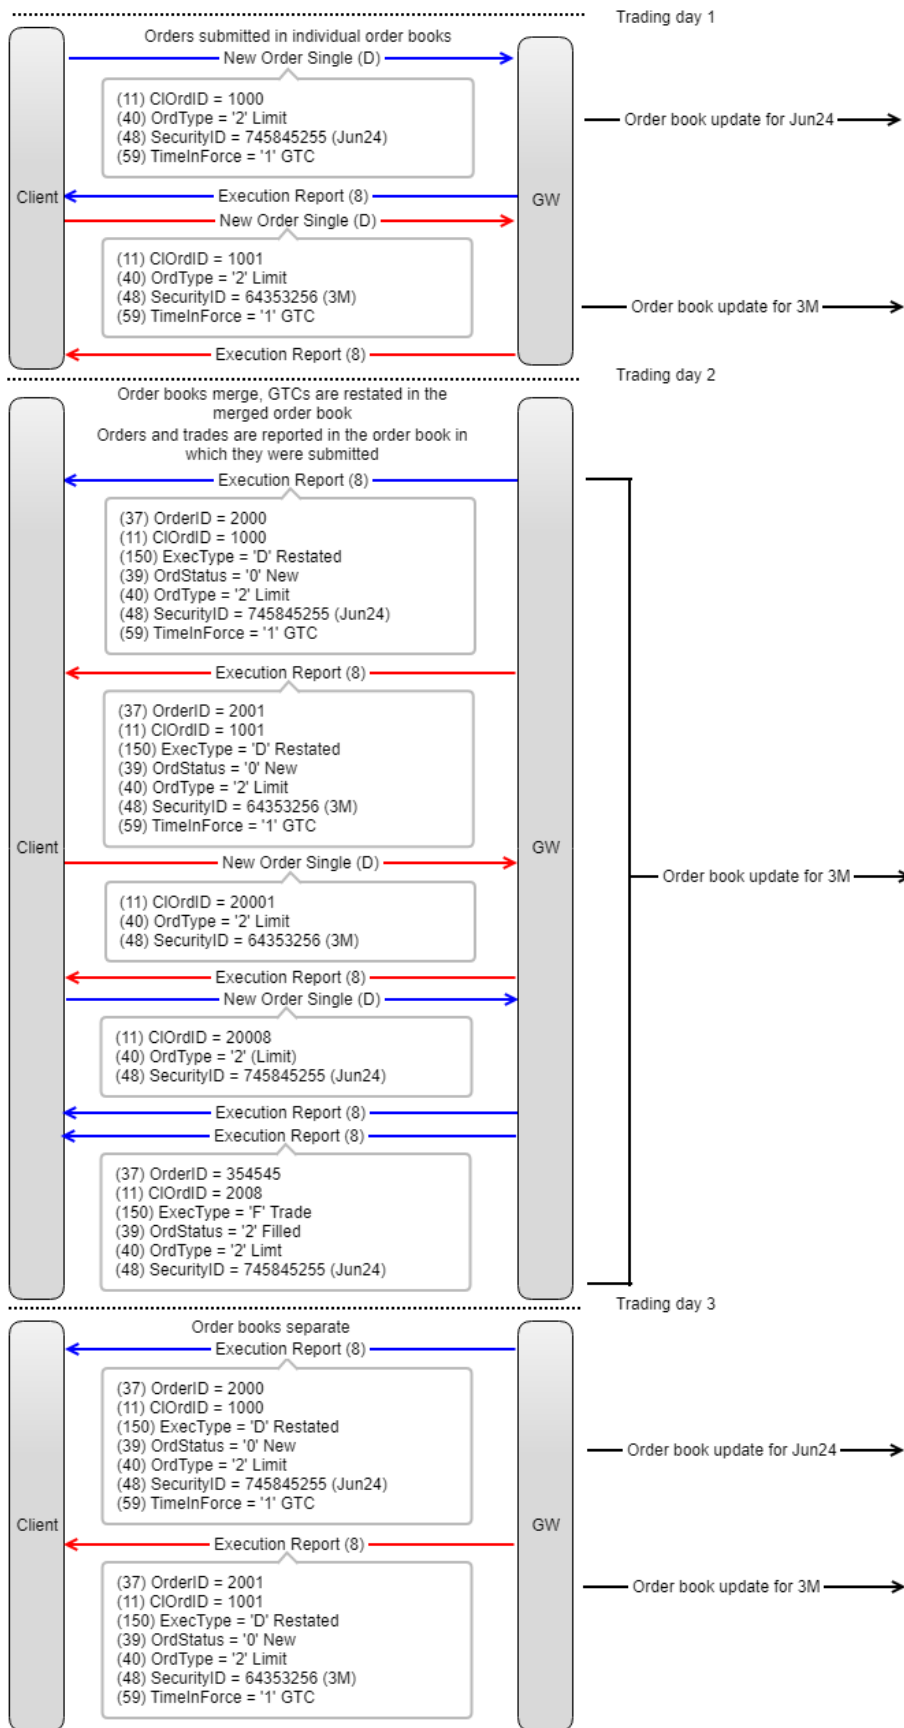 Trading day 1
Orders submitted in individual order books
New Order Single (D)
(11) ClOrdID = 1000
(40) OrdType = '2' Limit
(48) SecurityID = 745845255 (Jun24)
(59) TimeInForce = '1' GTC
Order book update for Jun24
Client
Execution Report (8)
GW
New Order Single (D)
(11) ClOrdID = 1001
(40) OrdType = '2' Limit
(48) SecurityID = 64353256 (3M)
(59) TimeInForce = '1' GTC
Order book update for 3M
Execution Report (8)
Trading day 2
Order books merge, GTCs are restated in the
merged order book
Orders and trades are reported in the order book in
which they were submitted
Execution Report (8)
(37) OrderID = 2000
(11) ClOrdID = 1000
(150) ExecType = 'D' Restated
(39) OrdStatus = '0' New
(40) OrdType = '2' Limit
(48) SecurityID = 745845255 (Jun24)
(59) TimeInForce = '1' GTC
Execution Report (8)
(37) OrderID = 2001
(11) ClOrdID = 1001
(150) ExecType = 'D' Restated
(39) OrdStatus = '0' New
(40) OrdType = '2' Limit
(48) SecurityID = 64353256 (3M)
(59) TimeInForce = '1' GTC
Client
GW
New Order Single (D)
Order book update for 3M
(11) ClOrdID = 20001
(40) OrdType = '2' Limit
(48) SecurityID = 64353256 (3M)
Execution Report (8)
New Order Single (D)
(11) ClOrdID = 20008
(40) OrdType = '2' (Limit)
(48) SecurityID = 745845255 (Jun24)
Execution Report (8)
Execution Report (8)
(37) OrderID = 354545
(11) ClOrdID = 2008
(150) ExecType = 'F' Trade
(39) OrdStatus = '2' Filled
(40) OrdType = '2' Limt
(48) SecurityID = 745845255 (Jun24)
Trading day 3
Order books separate
Execution Report (8)
(37) OrderID = 2000
(11) ClOrdID = 1000
(150) ExecType = 'D' Restated
(39) OrdStatus = '0' New
(40) OrdType = '2' Limit
(48) SecurityID = 745845255 (Jun24)
(59) TimeInForce = '1' GTC
Order book update for Jun24
Client
GW
Execution Report (8)
(37) OrderID = 2001
(11) ClOrdID = 1001
(150) ExecType = 'D' Restated
(39) OrdStatus = '0' New
(40) OrdType = '2' Limit
(48) SecurityID = 64353256 (3M)
(59) TimeInForce = '1' GTC
Order book update for 3M